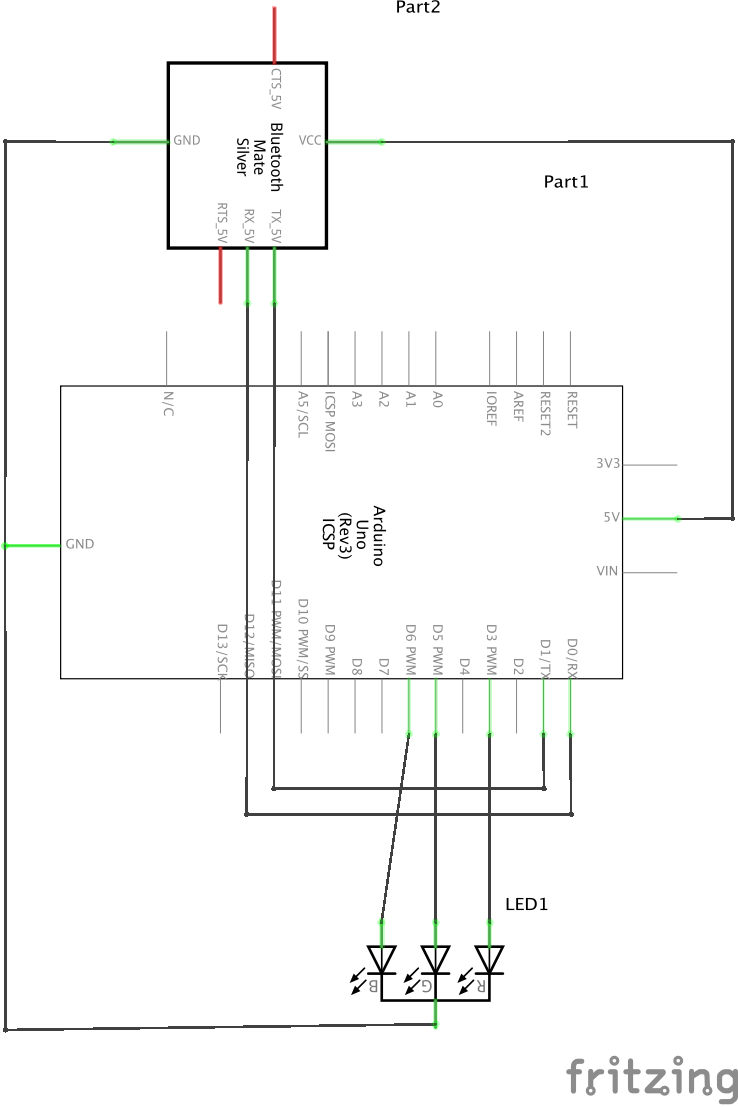 Part2
CTS_5V
GND
Bluetooth
Mate
Silver
VCC
Part1
RTS_5V
RX_5V
TX_5V
N/C
A5/SCL
ICSP MOSI
A3
A2
A1
A0
IOREF
AREF
RESET2
RESET
3V3
5V
VIN
GND
Arduino
Uno
(Rev3)
ICSP
D13/SCK
D12/MISO
D11 PWM/MOSI
D10 PWM/SS
D9 PWM
D8
D7
D6 PWM
D5 PWM
D4
D3 PWM
D2
D1/TX
D0/RX
LED1
B
G
R
fritzing